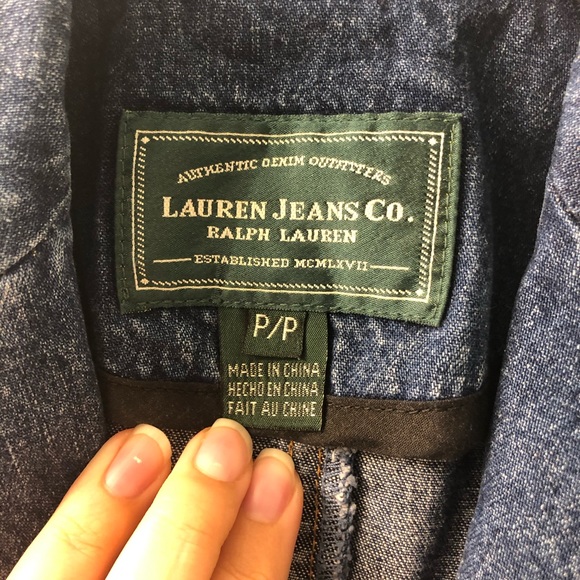 AUTHENTIC DENIM OUTFITTERS
LAUREN JEANS CO.
RALPH LAUREN
ESTABLISHED MCMLXVII
P/P
MADE IN CHINA
HECHO EN CHINA
FAIT AU CHINE